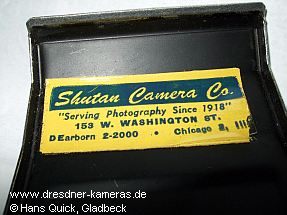 Shutan Camera Co.
"Serving Photography Since 1918"
153 W. WASHINGTON ST.
DEarborn 2-2000 • Chicago 2, Ill
www.dresdner-kameras.de
© Hans Quick, Gladbeck